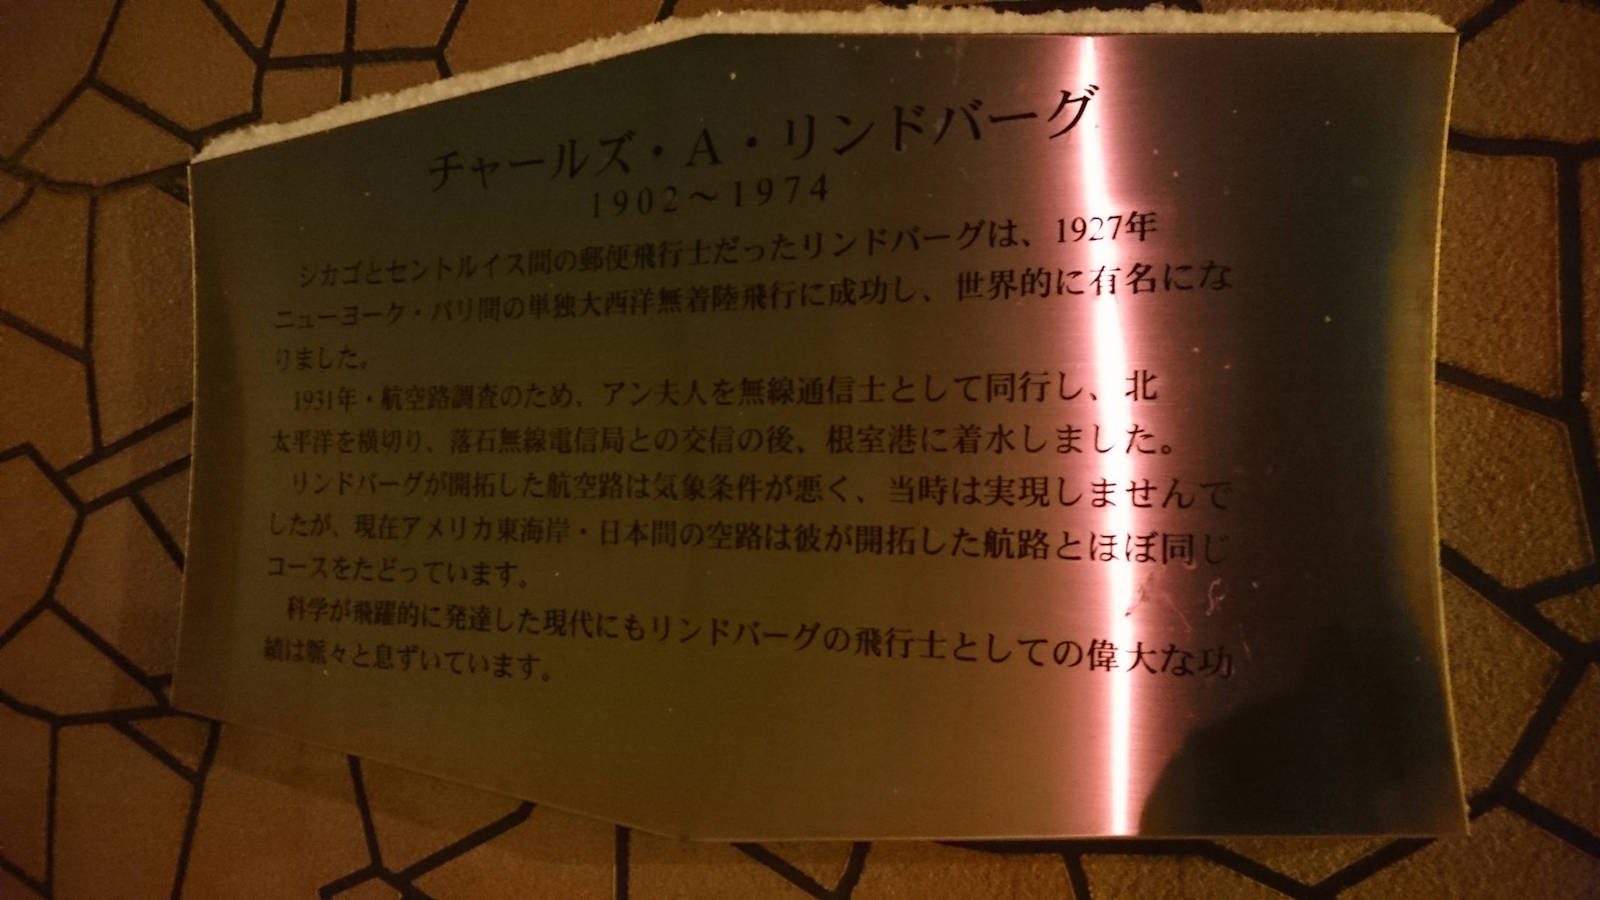 チャールズ・A・リンドバーグ
1902～1974
シカゴとセントルイス間の郵便飛行士だったリンドバーグは、1927年
ニューヨーク・パリ間の単独大西洋無着陸飛行に成功し、世界的に有名にな
りました。
1931年・航空路調査のため、アン夫人を無線通信士として同行し、北
太平洋を横切り、落石無線電信局との交信の後、根室港に着水しました。
リンドバーグが開拓した航空路は気象条件が悪く、当時は実現しませんで
したが、現在アメリカ東海岸・日本間の空路は彼が開拓した航路とほぼ同じ
コースをたどっています。
科学が飛躍的に発達した現代にもリンドバーグの飛行士としての偉大な功
績は脈々と息ずいています。